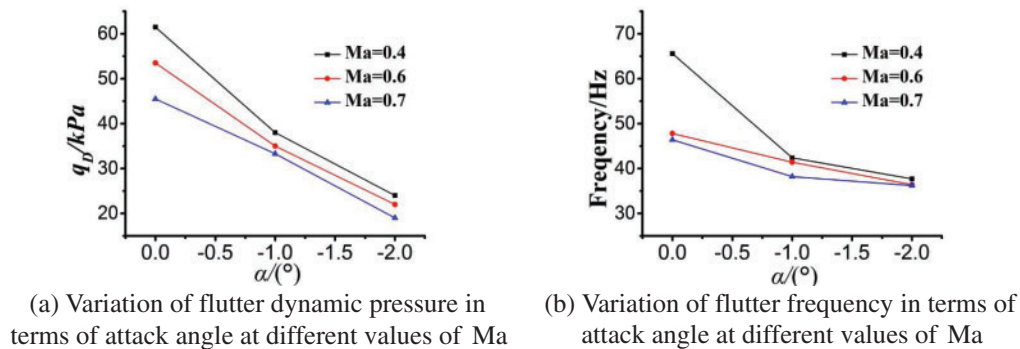 60
50
40
30
20
q_D/kPa
Ma=0.4
Ma=0.6
Ma=0.7
0.0 -0.5 -1.0 -1.5 -2.0
α/(°)
(a) Variation of flutter dynamic pressure in
terms of attack angle at different values of Ma
70
60
50
40
30
Freqency/Hz
Ma=0.4
Ma=0.6
Ma=0.7
0.0 -0.5 -1.0 -1.5 -2.0
α/(°)
(b) Variation of flutter frequency in terms of
attack angle at different values of Ma